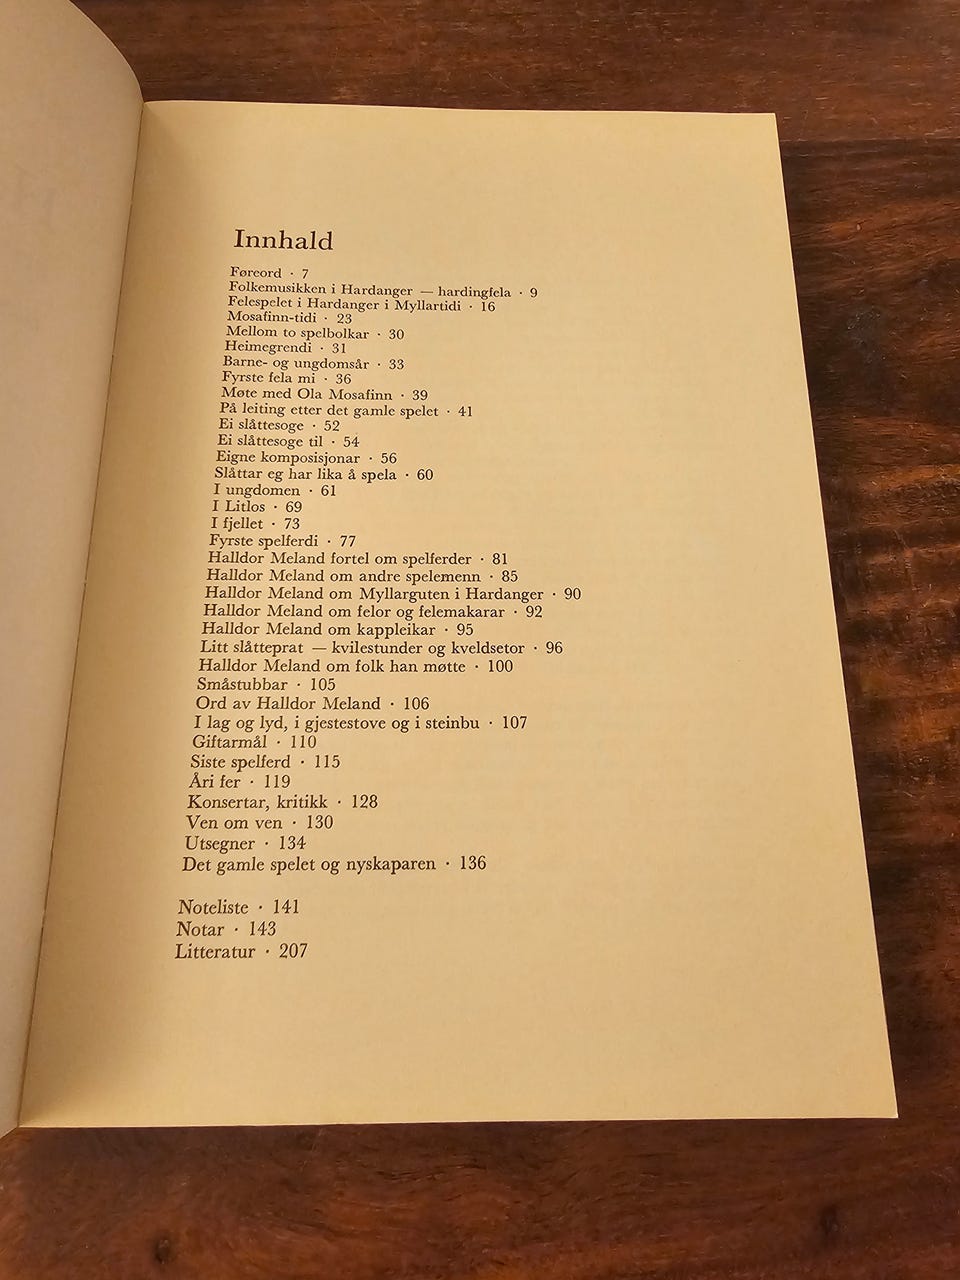 Innhald
Føreord · 7
Folkemusikken i Hardanger — hardingfela · 9
Felespelet i Hardanger i Myllartidi · 16
Mosafinn-tidi · 23
Mellom to spelbolkar · 30
Heimegrendi · 31
Barne- og ungdomsår · 33
Fyrste fela mi · 36
Møte med Ola Mosafinn · 39
På leiting etter det gamle spelet · 41
Ei slåttesoge · 52
Ei slåttesoge til · 54
Eigne komposisjonar · 56
Slåttar eg har lika å spela · 60
I ungdomen · 61
I Litlos · 69
I fjellet · 73
Fyrste spelferdi · 77
Halldor Meland fortel om spelferder · 81
Halldor Meland om andre spelemenn · 85
Halldor Meland om Myllarguten i Hardanger · 90
Halldor Meland om felor og felemakarar · 92
Halldor Meland om kappleikar · 95
Litt slåtteprat — kvilestunder og kveldsetor · 96
Halldor Meland om folk han møtte · 100
Småstubbar · 105
Ord av Halldor Meland · 106
I lag og lyd, i gjestestove og i steinbu · 107
Giftarmål · 110
Siste spelferd · 115
Åri fer · 119
Konsertar, kritikk · 128
Ven om ven · 130
Utsegner · 134
Det gamle spelet og nyskaparen · 136
Noteliste · 141
Notar · 143
Litteratur · 207